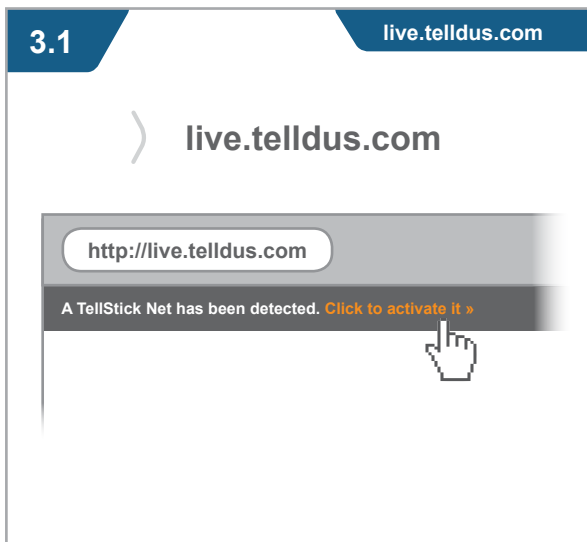 3.1
live.telldus.com
live.telldus.com
http://live.telldus.com
A TellStick Net has been detected. Click to activate it »